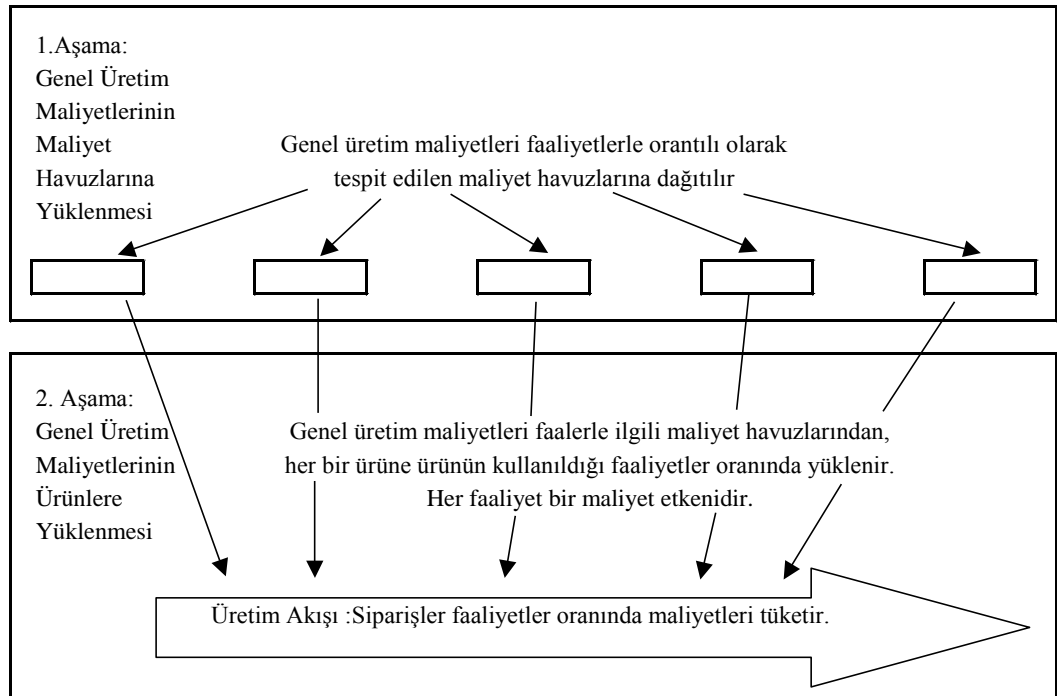 1.Aşama:
Genel Üretim
Maliyetlerinin
Maliyet
Havuzlarına
Yüklenmesi
Genel üretim maliyetleri faaliyetlerle orantılı olarak
tespit edilen maliyet havuzlarına dağıtılır
2. Aşama:
Genel Üretim
Maliyetlerinin
Ürünlere
Yüklenmesi
Genel üretim maliyetleri faalerle ilgili maliyet havuzlarından,
her bir ürüne ürünün kullanıldığı faaliyetler oranında yüklenir.
Her faaliyet bir maliyet etkenidir.
Üretim Akışı :Siparişler faaliyetler oranında maliyetleri tüketir.